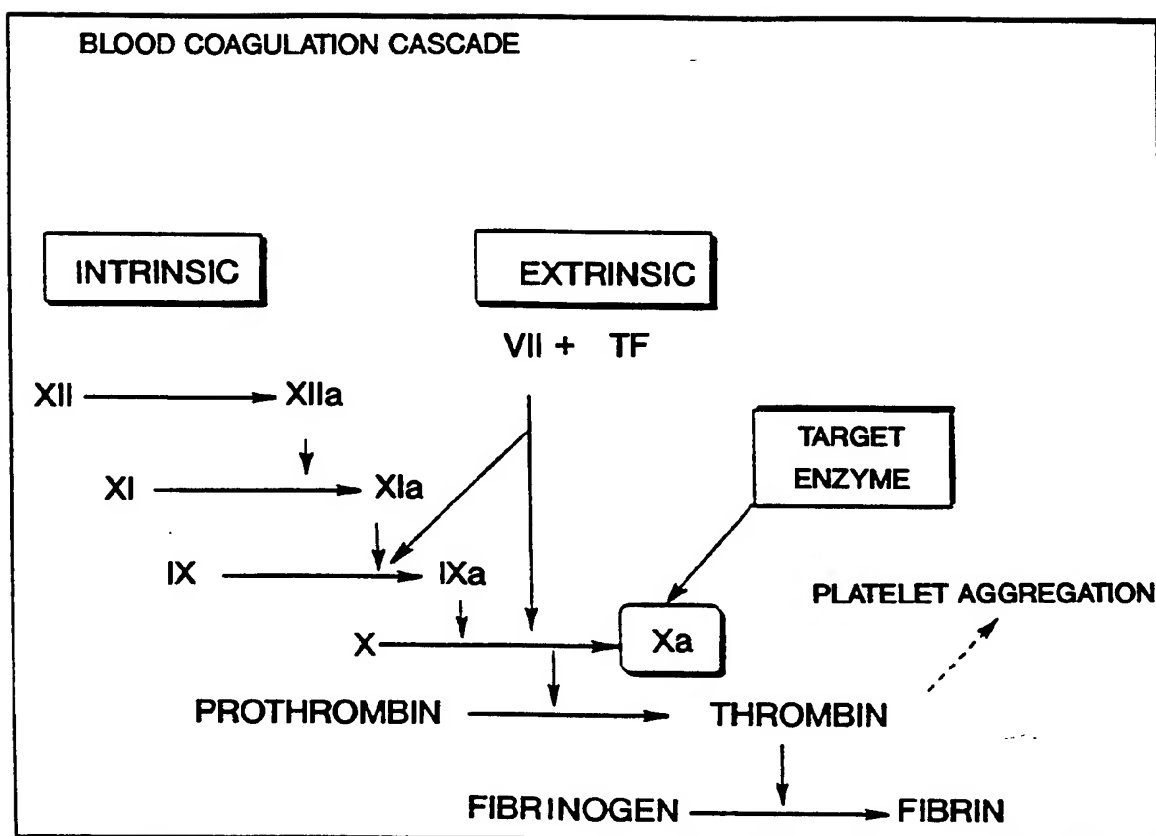 BLOOD COAGULATION CASCADE
INTRINSIC
EXTRINSIC
VII + TF
XII XIIa
TARGET
ENZYME
XI XIa
IX IXa
PLATELET AGGREGATION
X Xa
PROTHROMBIN THROMBIN
FIBRINOGEN FIBRIN